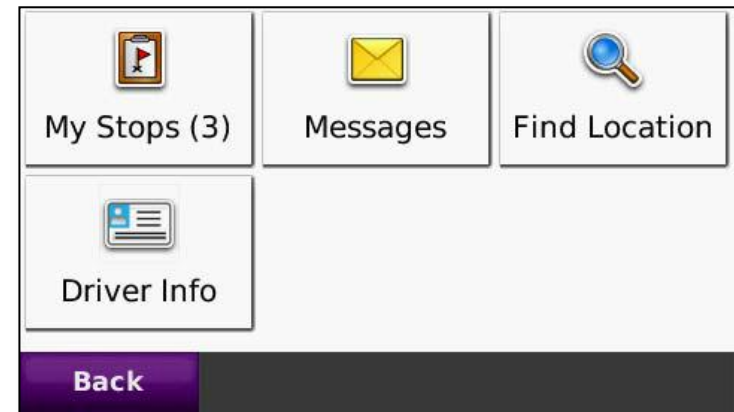 My Stops (3)
Messages
Find Location
Driver Info
Back